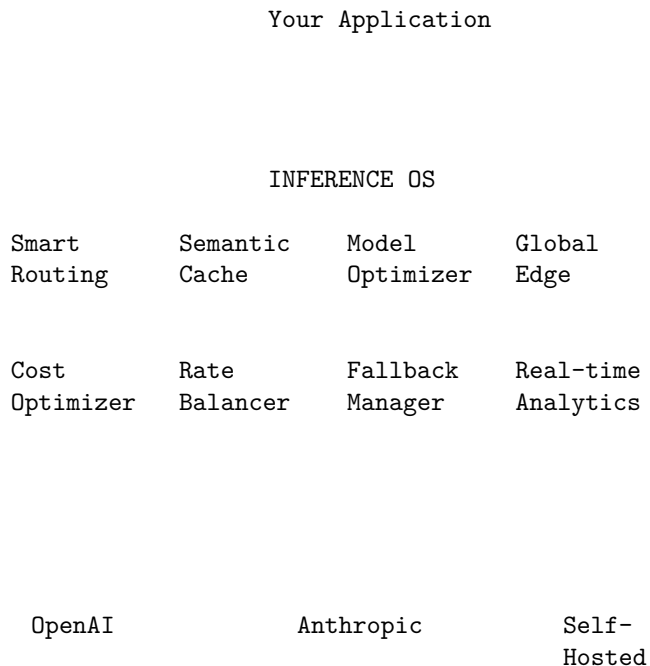 Your Application
INFERENCE OS
Smart Semantic Model Global
Routing Cache Optimizer Edge
Cost Rate Fallback Real-time
Optimizer Balancer Manager Analytics
OpenAI Anthropic Self-
Hosted